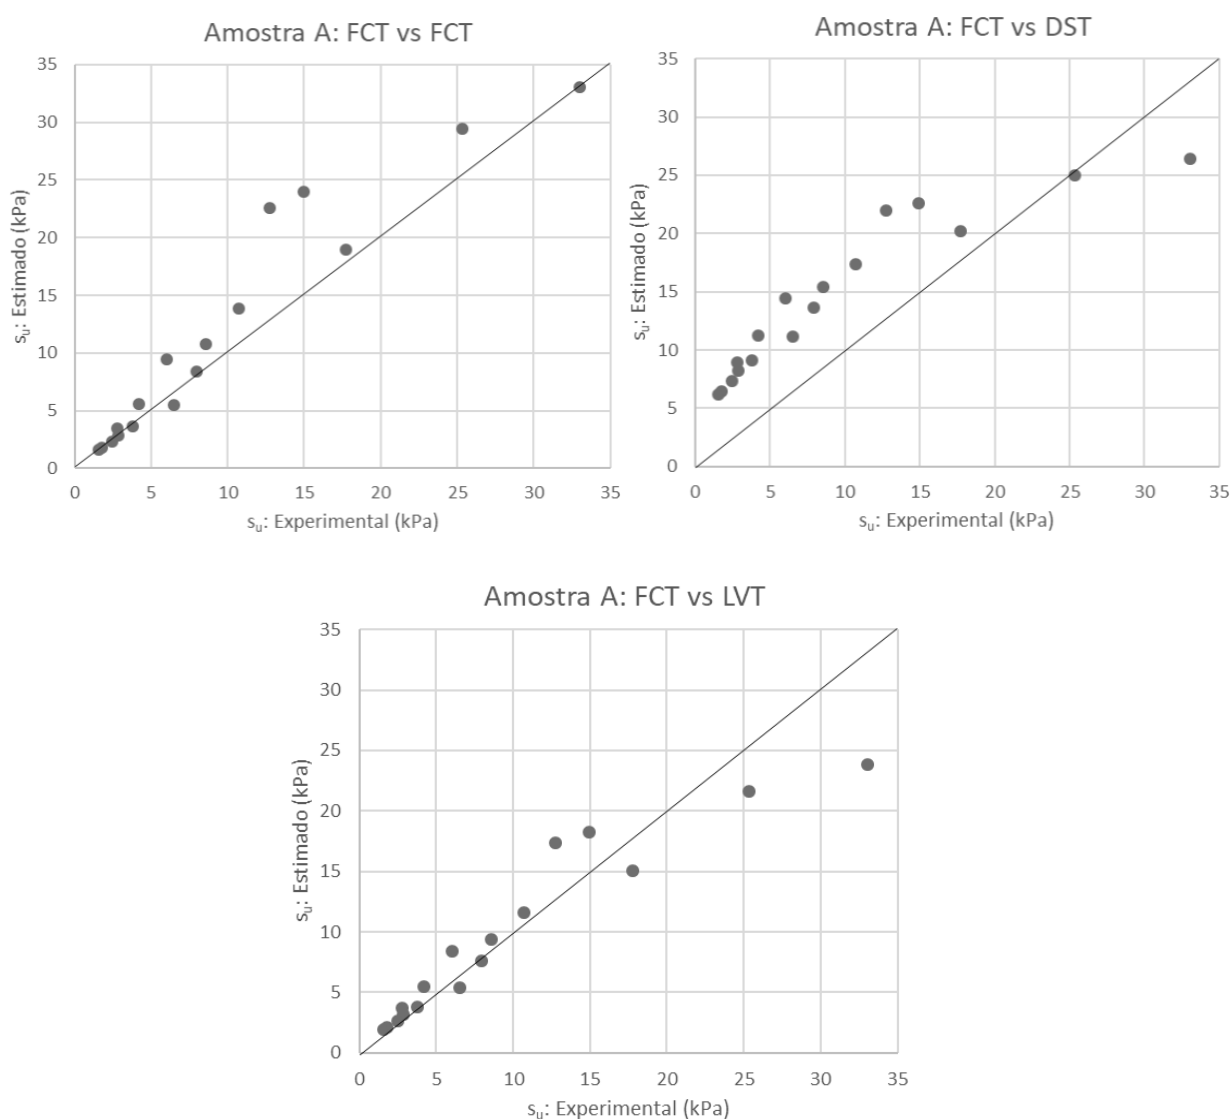 Amostra A: FCT vs FCT
35
30
25
20
15
10
5
0
s_u: Estimado (kPa)
0 5 10 15 20 25 30 35
s_u: Experimental (kPa)
Amostra A: FCT vs DST
35
30
25
20
15
10
5
0
s_u: Estimado (kPa)
0 5 10 15 20 25 30 35
s_u: Experimental (kPa)
Amostra A: FCT vs LVT
35
30
25
20
15
10
5
0
s_u: Estimado (kPa)
0 5 10 15 20 25 30 35
s_u: Experimental (kPa)